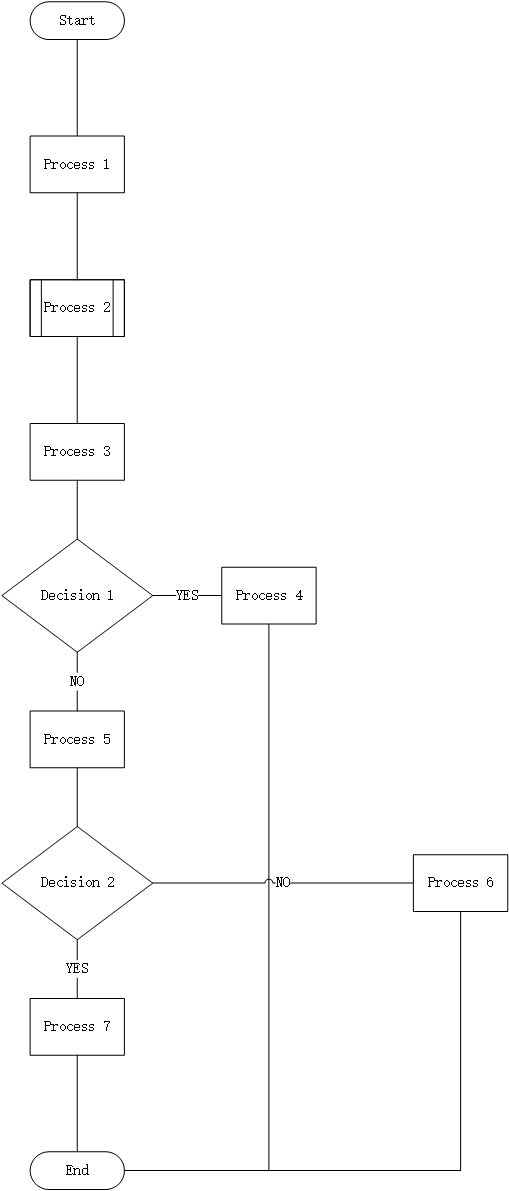 Start
Process 1
Process 2
Process 3
Decision 1
YES
Process 4
NO
Process 5
Decision 2
NO
Process 6
YES
Process 7
End